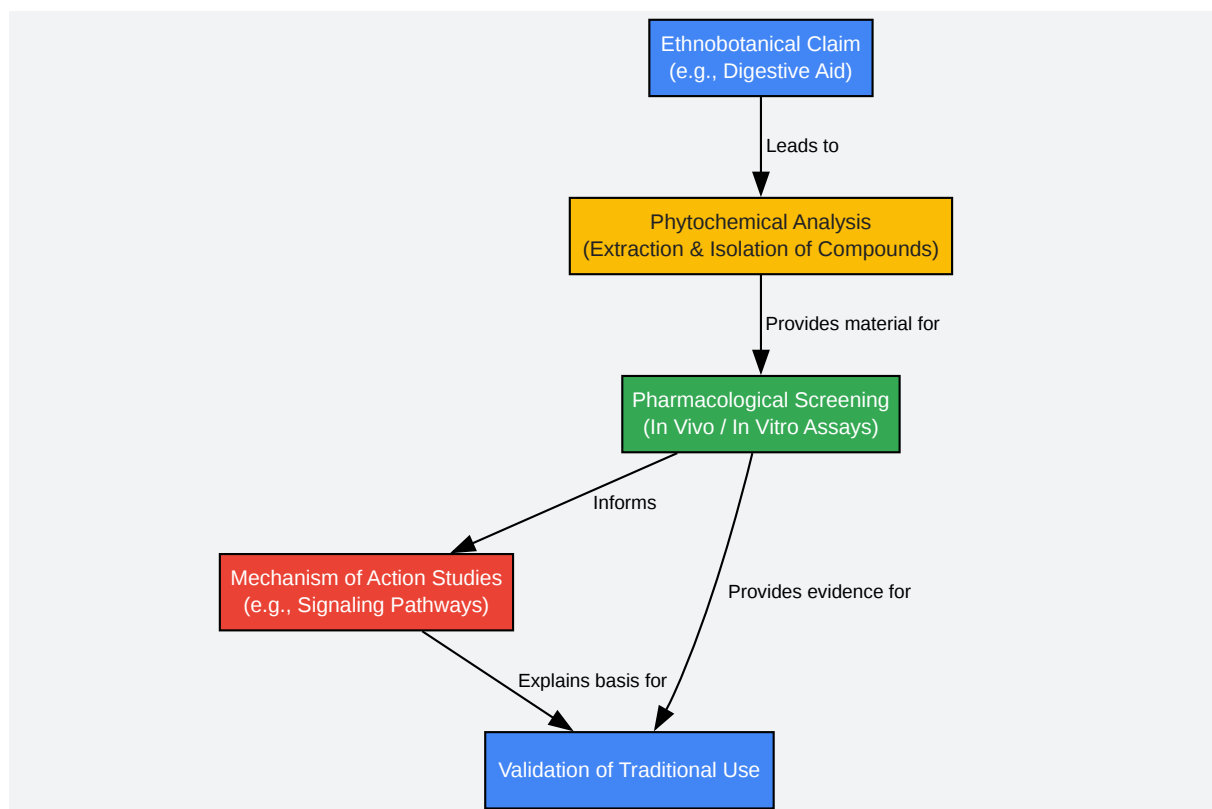 Ethnobotanical Claim
(e.g., Digestive Aid)
Leads to
Phytochemical Analysis
(Extraction & Isolation of Compounds)
Provides material for
Pharmacological Screening
(In Vivo / In Vitro Assays)
Informs
Mechanism of Action Studies
(e.g., Signaling Pathways)
Provides evidence for
Explains basis for
Validation of Traditional Use